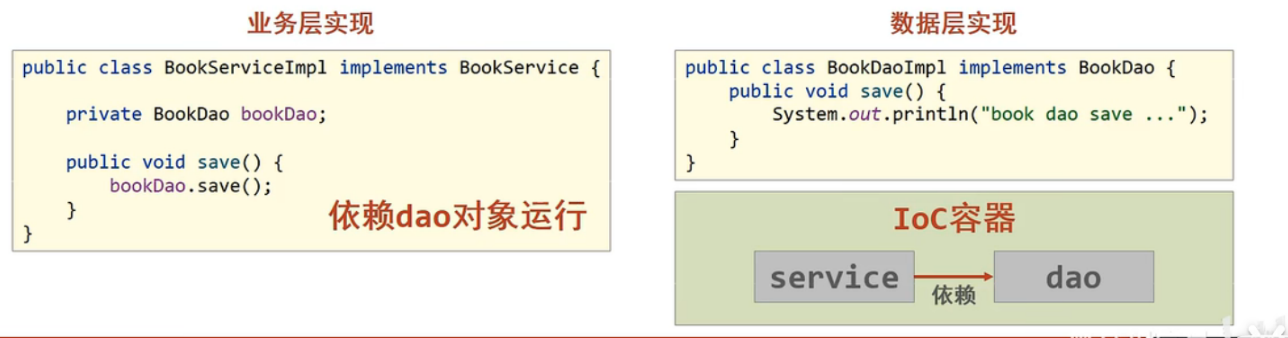 业务层实现
public class BookServiceImpl implements BookService {
private BookDao bookDao;
public void save() {
bookDao.save();
}
}
依赖dao对象运行
数据层实现
public class BookDaoImpl implements BookDao {
public void save() {
System.out.println("book dao save ...");
}
}
IoC容器
service
依赖
dao